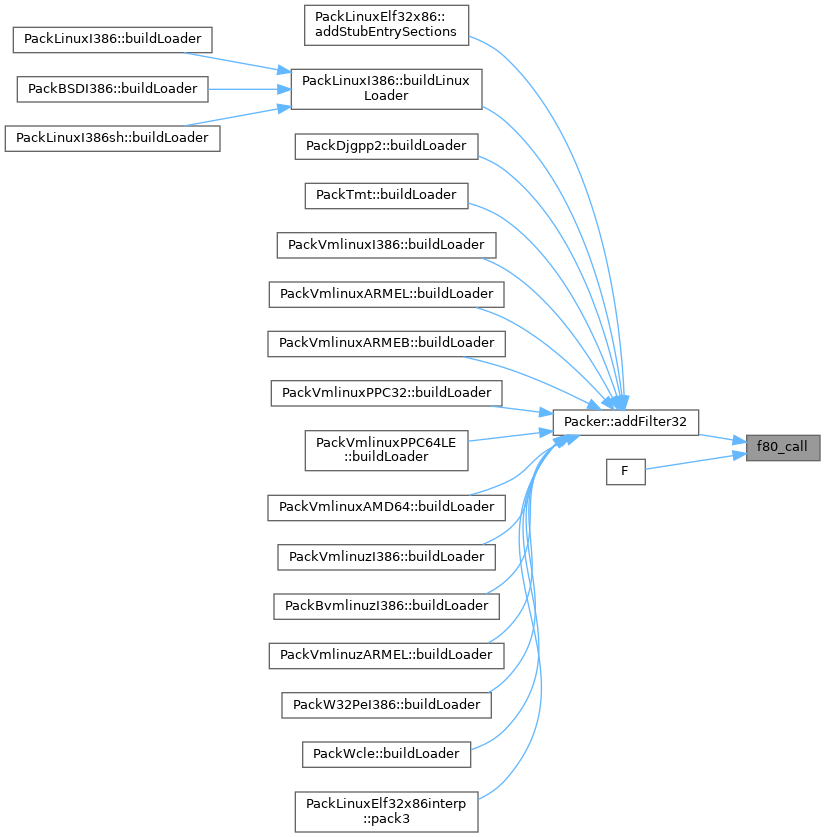 PackLinuxElf32x86::
addStubEntrySections
PackLinuxI386::buildLoader
PackLinuxI386::buildLinux
Loader
PackBSDI386::buildLoader
PackLinuxI386sh::buildLoader
PackDjgpp2::buildLoader
PackTmt::buildLoader
PackVmlinuxI386::buildLoader
PackVmlinuxARMEL::buildLoader
PackVmlinuxARMEB::buildLoader
PackVmlinuxPPC32::buildLoader
Packer::addFilter32
PackVmlinuxPPC64LE
::buildLoader
f80_call
F
PackVmlinuxAMD64::buildLoader
PackVmlinuzI386::buildLoader
PackBvmlinuzI386::buildLoader
PackVmlinuzARMEL::buildLoader
PackW32PeI386::buildLoader
PackWcle::buildLoader
PackLinuxElf32x86interp
::pack3